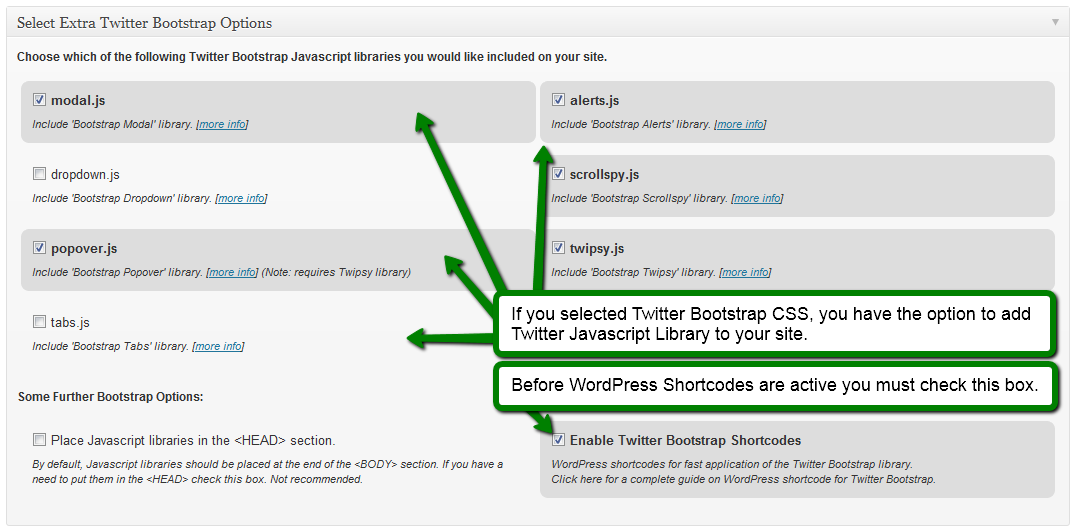 Select Extra Twitter Bootstrap Options
Choose which of the following Twitter Bootstrap Javascript libraries you would like included on your site.
modal.js
Include 'Bootstrap Modal' library. [more info]
alerts.js
Include 'Bootstrap Alerts' library. [more info]
dropdown.js
Include 'Bootstrap Dropdown' library. [more info]
scrollspy.js
Include 'Bootstrap Scrollspy' library. [more info]
popover.js
Include 'Bootstrap Popover' library. [more info] (Note: requires Twipsy library)
twipsy.js
Include 'Bootstrap Twipsy' library. [more info]
tabs.js
Include 'Bootstrap Tabs' library. [more info]
If you selected Twitter Bootstrap CSS, you have the option to add
Twitter Javascript Library to your site.
Before WordPress Shortcodes are active you must check this box.
Some Further Bootstrap Options:
Place Javascript libraries in the <HEAD> section.
By default, Javascript libraries should be placed at the end of the <BODY> section. If you have a
need to put them in the <HEAD> check this box. Not recommended.
Enable Twitter Bootstrap Shortcodes
WordPress shortcodes for fast application of the Twitter Bootstrap library.
Click here for a complete guide on WordPress shortcode for Twitter Bootstrap.